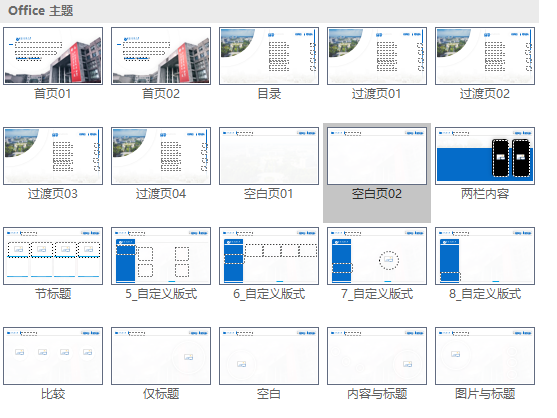 Office 主题
首页01 首页02 目录 过渡页01 过渡页02
过渡页03 过渡页04 空白页01 空白页02 两栏内容
节标题 5_自定义版式 6_自定义版式 7_自定义版式 8_自定义版式
比较 仅标题 空白 内容与标题 图片与标题